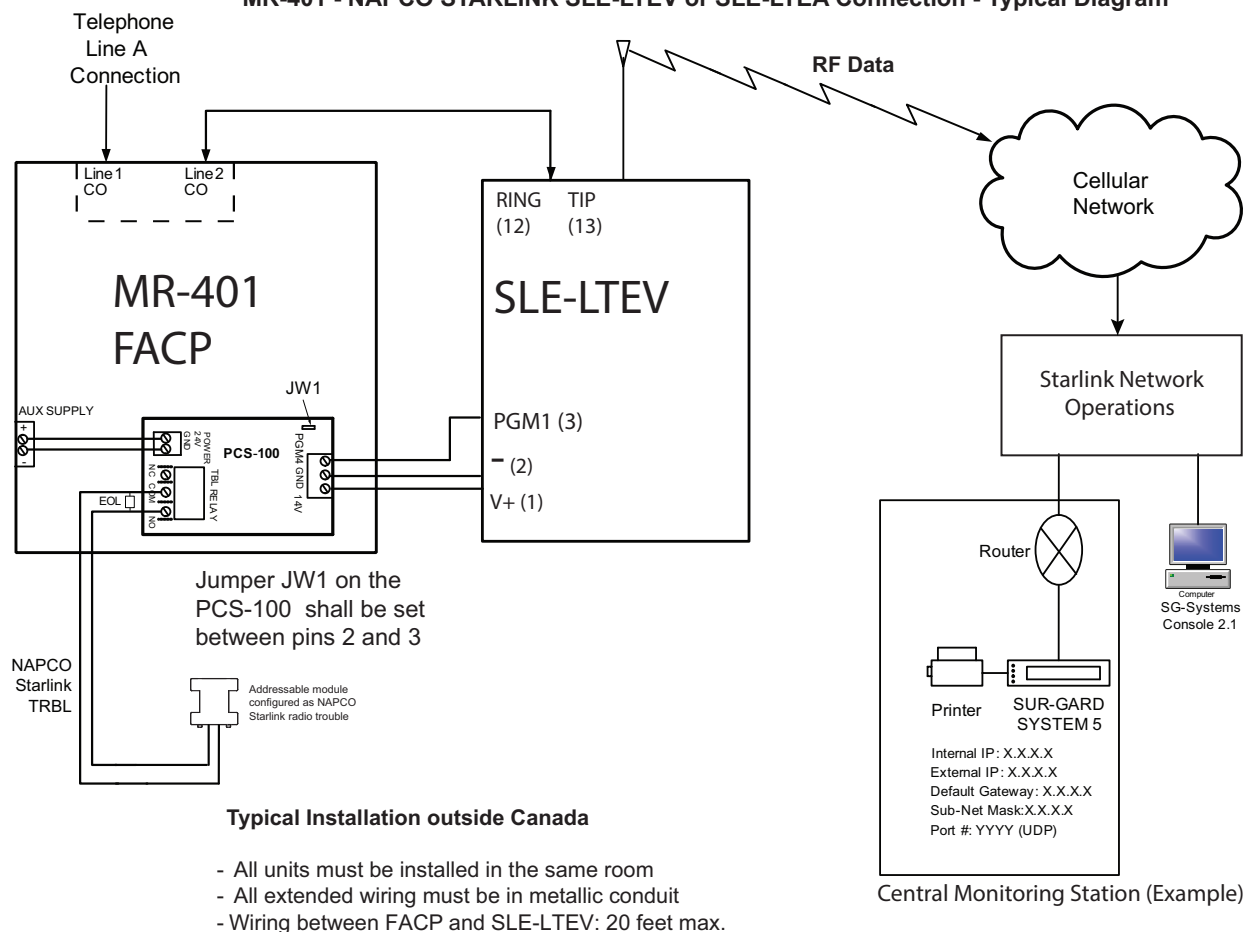 MR-401 - NAPCO STARLINK SLE-LTEV or SLE-LTEA Connection - Typical Diagram
Telephone
Line A
Connection
RF Data
Line1
CO
Line2
CO
RING
(12)
TIP
(13)
Cellular
Network
MR-401
FACP
SLE-LTEV
JW1
Starlink Network
Operations
AUX SUPPLY
+
-
POWER
24V
GND
PCS-100
PGM4 GND 14V
TBL RELAY
NC COM NO
EOL
PGM1 (3)
- (2)
V+ (1)
Jumper JW1 on the
PCS-100 shall be set
between pins 2 and 3
Router
Computer
SG-Systems
Console 2.1
NAPCO
Starlink
TRBL
Addressable module
configured as NAPCO
Starlink radio trouble
Printer
SUR-GARD
SYSTEM 5
Internal IP: X.X.X.X
External IP: X.X.X.X
Default Gateway: X.X.X.X
Sub-Net Mask:X.X.X.X
Port #: YYYY (UDP)
Central Monitoring Station (Example)
Typical Installation outside Canada
- All units must be installed in the same room
- All extended wiring must be in metallic conduit
- Wiring between FACP and SLE-LTEV: 20 feet max.